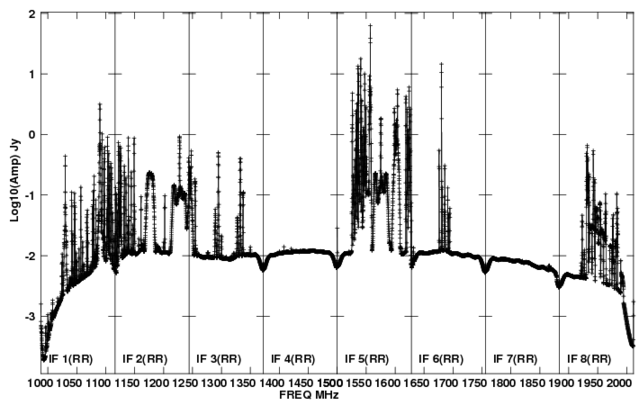 2
1
0
-1
-2
-3
Log10(Amp) Jy
IF 1(RR) IF 2(RR) IF 3(RR) IF 4(RR) IF 5(RR) IF 6(RR) IF 7(RR) IF 8(RR)
1000 1050 1100 1150 1200 1250 1300 1350 1400 1450 1500 1550 1600 1650 1700 1750 1800 1850 1900 1950 2000
FREQ MHz